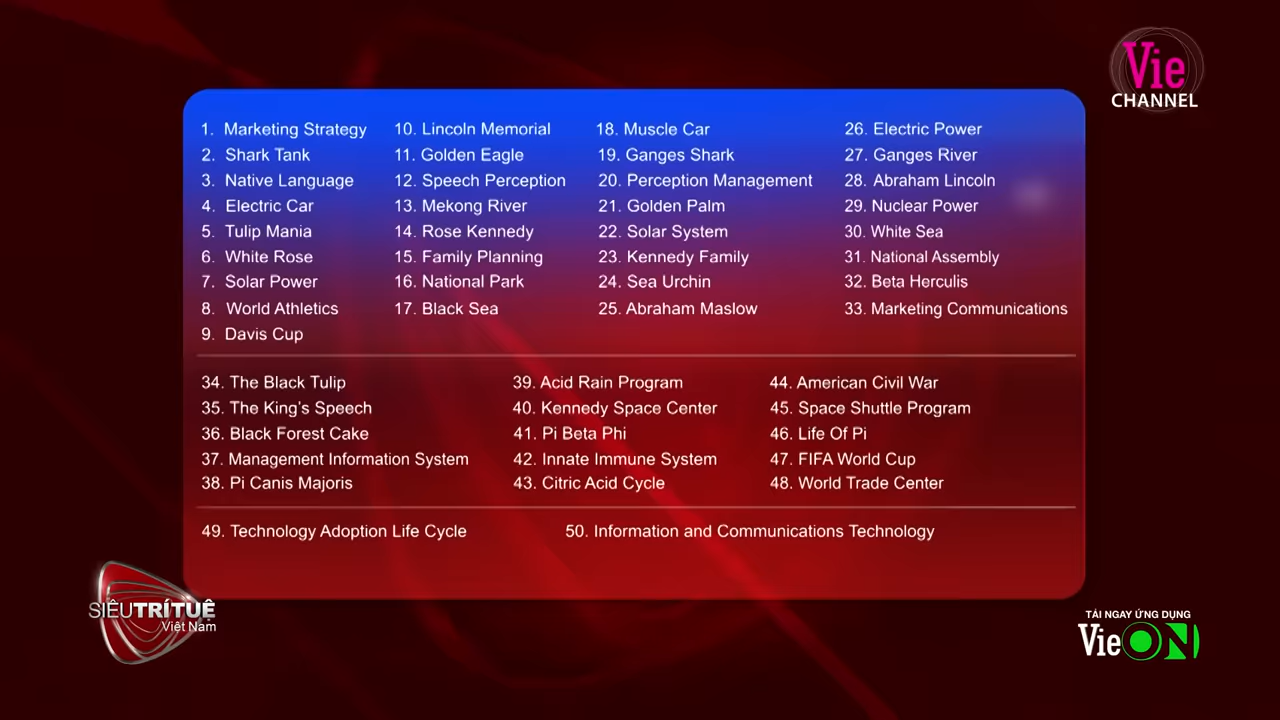 Vie
CHANNEL
1. Marketing Strategy
2. Shark Tank
3. Native Language
4. Electric Car
5. Tulip Mania
6. White Rose
7. Solar Power
8. World Athletics
9. Davis Cup
10. Lincoln Memorial
11. Golden Eagle
12. Speech Perception
13. Mekong River
14. Rose Kennedy
15. Family Planning
16. National Park
17. Black Sea
18. Muscle Car
19. Ganges Shark
20. Perception Management
21. Golden Palm
22. Solar System
23. Kennedy Family
24. Sea Urchin
25. Abraham Maslow
26. Electric Power
27. Ganges River
28. Abraham Lincoln
29. Nuclear Power
30. White Sea
31. National Assembly
32. Beta Herculis
33. Marketing Communications
34. The Black Tulip
35. The King's Speech
36. Black Forest Cake
37. Management Information System
38. Pi Canis Majoris
39. Acid Rain Program
40. Kennedy Space Center
41. Pi Beta Phi
42. Innate Immune System
43. Citric Acid Cycle
44. American Civil War
45. Space Shuttle Program
46. Life Of Pi
47. FIFA World Cup
48. World Trade Center
49. Technology Adoption Life Cycle
50. Information and Communications Technology
SIÊUTRÍTUỆ
Việt Nam
TẢI NGAY ỨNG DỤNG
VieON